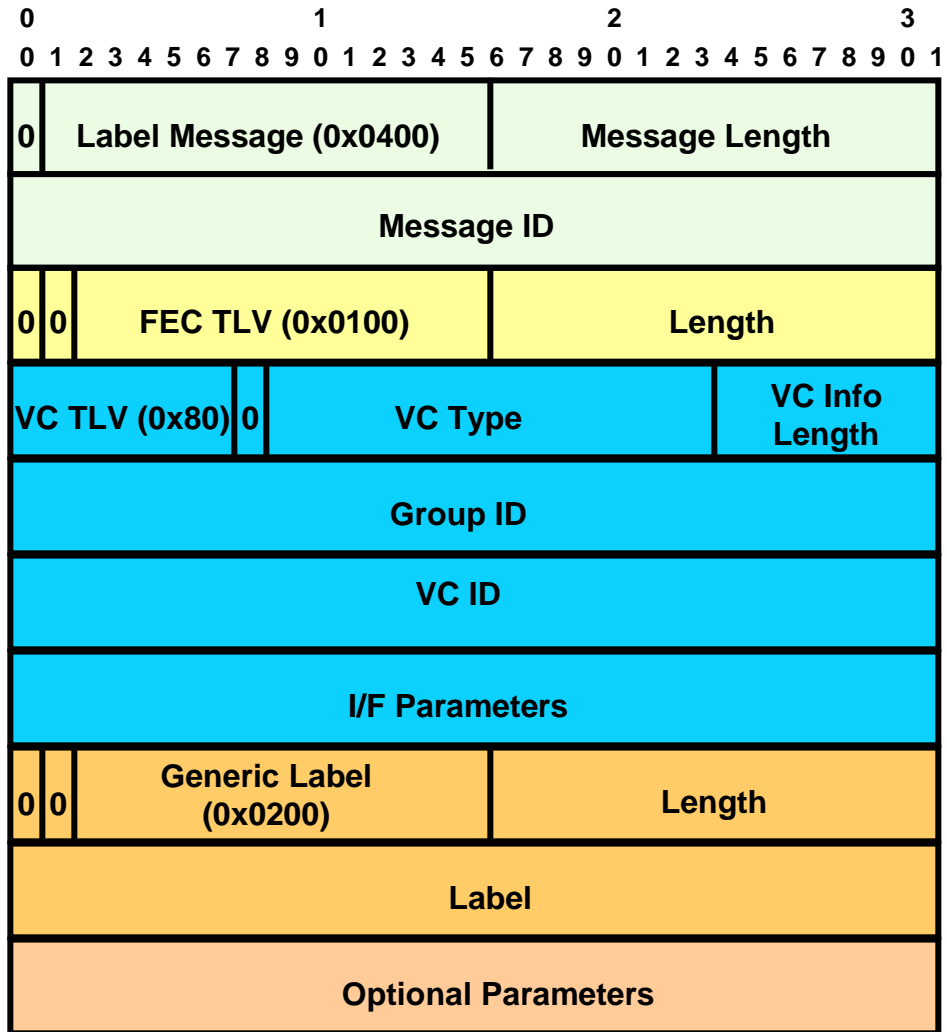 0 1 2 3
0 1 2 3 4 5 6 7 8 9 0 1 2 3 4 5 6 7 8 9 0 1 2 3 4 5 6 7 8 9 0 1
0 Label Message (0x0400) Message Length
Message ID
0 0 FEC TLV (0x0100) Length
VC TLV (0x80) 0 VC Type VC Info
Length
Group ID
VC ID
I/F Parameters
0 0 Generic Label
(0x0200) Length
Label
Optional Parameters